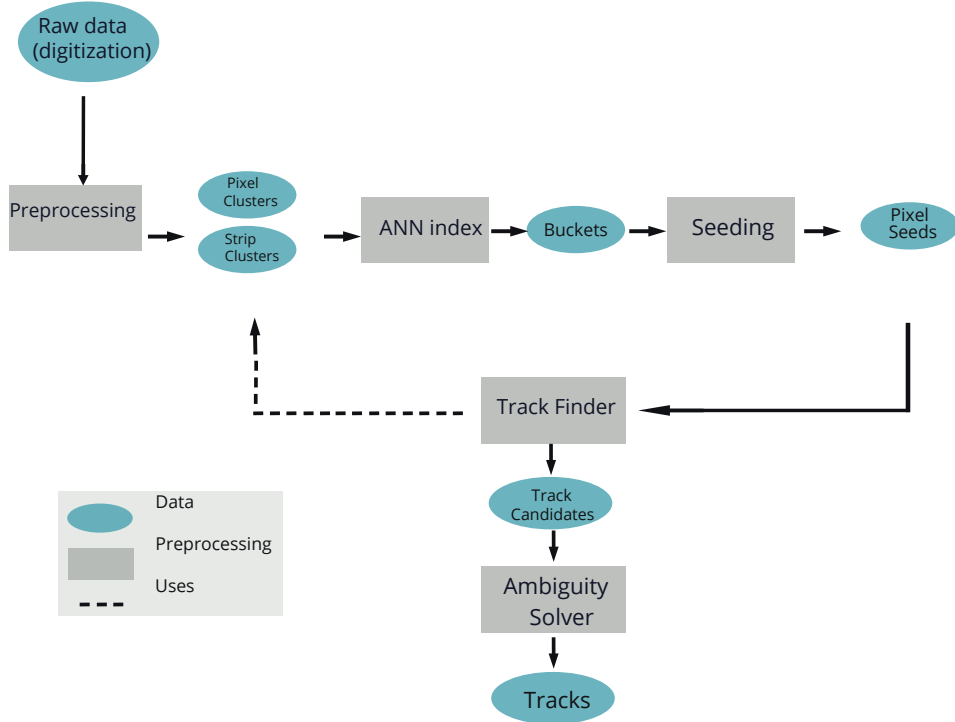 Raw data
(digitization)
Preprocessing
Pixel
Clusters
Strip
Clusters
ANN index
Buckets
Seeding
Pixel
Seeds
Track Finder
Track
Candidates
Ambiguity
Solver
Tracks
Data
Preprocessing
Uses